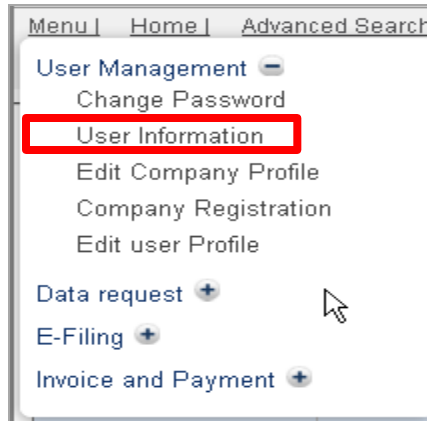 Menu | Home | Advanced Search
User Management
Change Password
User Information
Edit Company Profile
Company Registration
Edit user Profile
Data request
E-Filing
Invoice and Payment